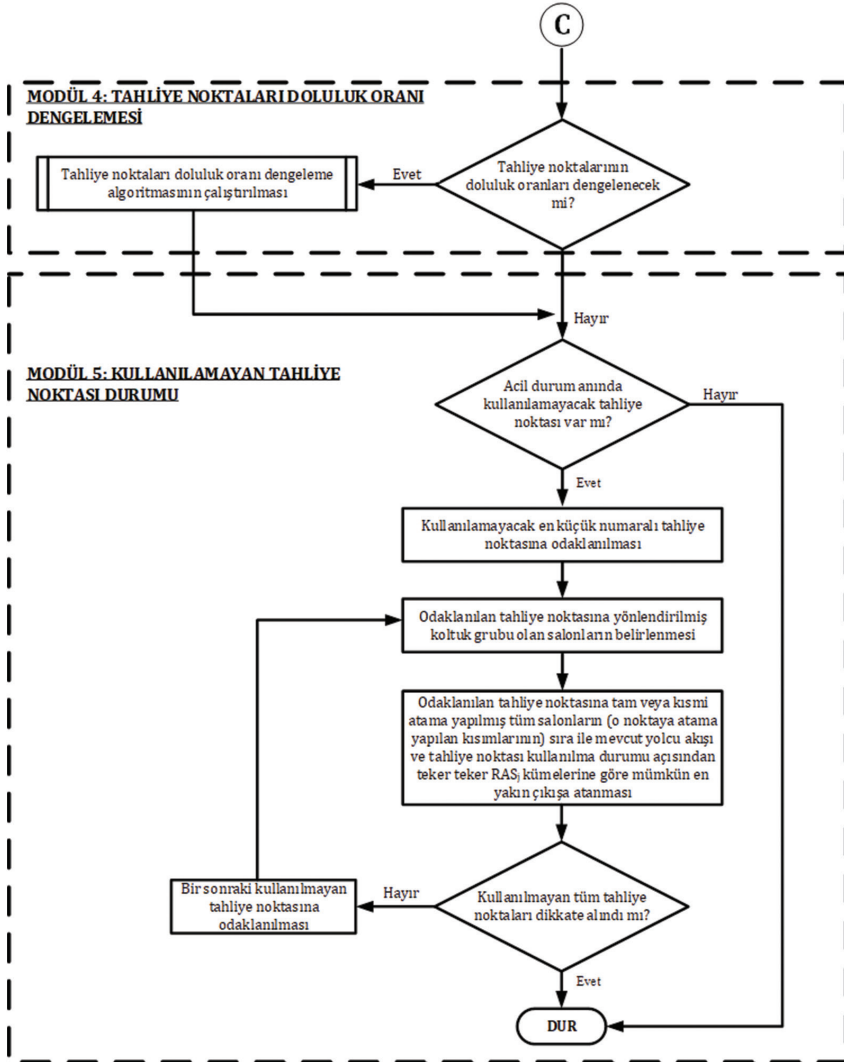 C
MODÜL 4: TAHLİYE NOKTALARI DOLULUK ORANI
DENGELEMESİ
Tahliye noktalarının
doluluk oranları dengelenecek
mi?
Evet
Tahliye noktaları doluluk oranı dengeleme
algoritmasının çalıştırılması
Hayır
MODÜL 5: KULLANILAMAYAN TAHLİYE
NOKTASI DURUMU
Acil durum anında
kullanılamayacak tahliye
noktası var mı?
Hayır
Evet
Kullanılamayacak en küçük numaralı tahliye
noktasına odaklanılması
Odaklanılan tahliye noktasına yönlendirilmiş
koltuk grubu olan salonların belirlenmesi
Odaklanılan tahliye noktasına tam veya kısmi
atama yapılmış tüm salonların (o noktaya atama
yapılan kısımlarının) sıra ile mevcut yolcu akışı
ve tahliye noktası kullanılma durumu açısından
teker teker RASj kümelerine göre mümkün en
yakın çıkışa atanması
Kullanılmayan tüm tahliye
noktaları dikkate alındı mı?
Hayır
Bir sonraki kullanılmayan
tahliye noktasına
odaklanılması
Evet
DUR